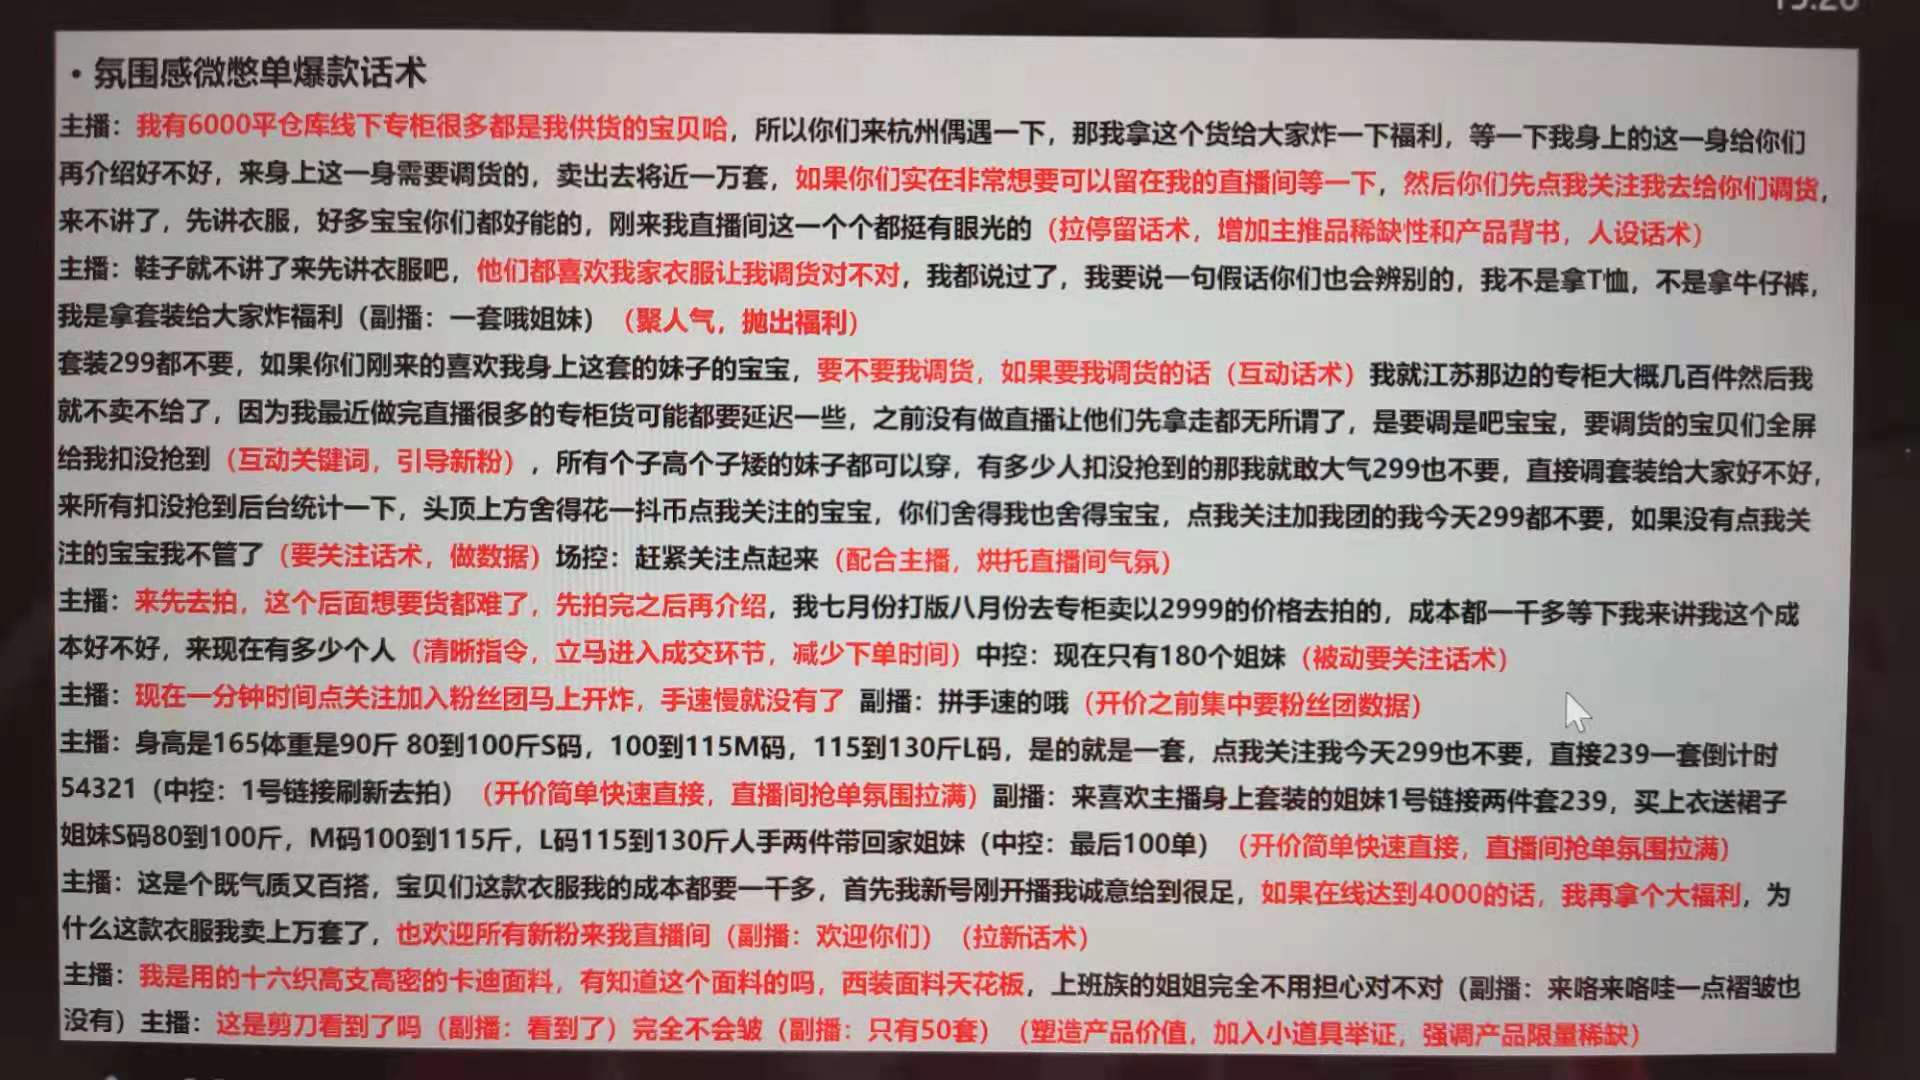 • 氛围感微憋单爆款话术
主播：我有6000平仓库线下专柜很多都是我供货的宝贝哈，所以你们来杭州偶遇一下，那我拿这个货给大家炸一下福利，等一下我身上的这一身给你们
再介绍好不好，来身上这一身需要调货的，卖出去将近一万套，如果你们实在非常想要可以留在我的直播间等一下，然后你们先点我关注我去给你们调货，
来不讲了，先讲衣服，好多宝宝你们都好能的，刚来我直播间这一个个都挺有眼光的（拉停留话术，增加主推品稀缺性和产品背书，人设话术）
主播：鞋子就不讲了来先讲衣服吧，他们都喜欢我家衣服让我调货对不对，我都说过了，我要说一句假话你们也会辨别的，我不是拿T恤，不是拿牛仔裤，
我是拿套装给大家炸福利（副播：一套哦姐妹）（聚人气，抛出福利）
套装299都不要，如果你们刚来的喜欢我身上这套的妹子的宝宝，要不要我调货，如果要我调货的话（互动话术）我就江苏那边的专柜大概几百件然后我
就不卖不给了，因为我最近做完直播很多的专柜货可能都要延迟一些，之前没有做直播让他们先拿走都无所谓了，是要调是吧宝宝，要调货的宝贝们全屏
给我扣没抢到（互动关键词，引导新粉），所有个子高个子矮的妹子都可以穿，有多少人扣没抢到的那我就敢大气299也不要，直接调套装给大家好不好，
来所有扣没抢到后台统计一下，头顶上方舍得花一抖币点我关注的宝宝，你们舍得我也舍得宝宝，点我关注加我团的我今天299都不要，如果没有点我关
注的宝宝我不管了（要关注话术，做数据）场控：赶紧关注点起来（配合主播，烘托直播间气氛）
主播：来先去拍，这个后面想要货都难了，先拍完之后再介绍，我七月份打版八月份去专柜卖以2999的价格去拍的，成本都一千多等下我来讲我这个成
本好不好，来现在有多少个人（清晰指令，立马进入成交环节，减少下单时间）中控：现在只有180个姐妹（被动要关注话术）
主播：现在一分钟时间点关注加入粉丝团马上开炸，手速慢就没有了 副播：拼手速的哦（开价之前集中要粉丝团数据）
主播：身高是165体重是90斤 80到100斤S码，100到115M码，115到130斤L码，是的就是一套，点我关注我今天299也不要，直接239一套倒计时
54321（中控：1号链接刷新去拍）（开价简单快速直接，直播间抢单氛围拉满）副播：来喜欢主播身上套装的姐妹1号链接两件套239，买上衣送裙子
姐妹S码80到100斤，M码100到115斤，L码115到130斤人手两件带回家姐妹（中控：最后100单）（开价简单快速直接，直播间抢单氛围拉满）
主播：这是个既气质又百搭，宝贝们这款衣服我的成本都要一千多，首先我新号刚开播我诚意给到很足，如果在线达到4000的话，我再拿个大福利，为
什么这款衣服我卖上万套了，也欢迎所有新粉来我直播间（副播：欢迎你们）（拉新话术）
主播：我是用的十六织高支高密的卡迪面料，有知道这个面料的吗，西装面料天花板，上班族的姐姐完全不用担心对不对（副播：来咯来咯哇一点褶皱也
没有）主播：这是剪刀看到了吗（副播：看到了）完全不会皱（副播：只有50套）（塑造产品价值，加入小道具举证，强调产品限量稀缺）